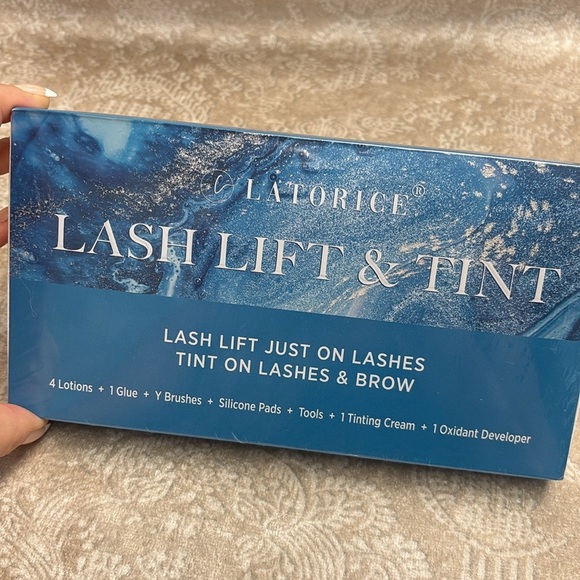 LATORICE®
LASH LIFT & TINT
LASH LIFT JUST ON LASHES
TINT ON LASHES & BROW
4 Lotions + 1 Glue + Y Brushes + Silicone Pads + Tools + 1 Tinting Cream + 1 Oxidant Developer